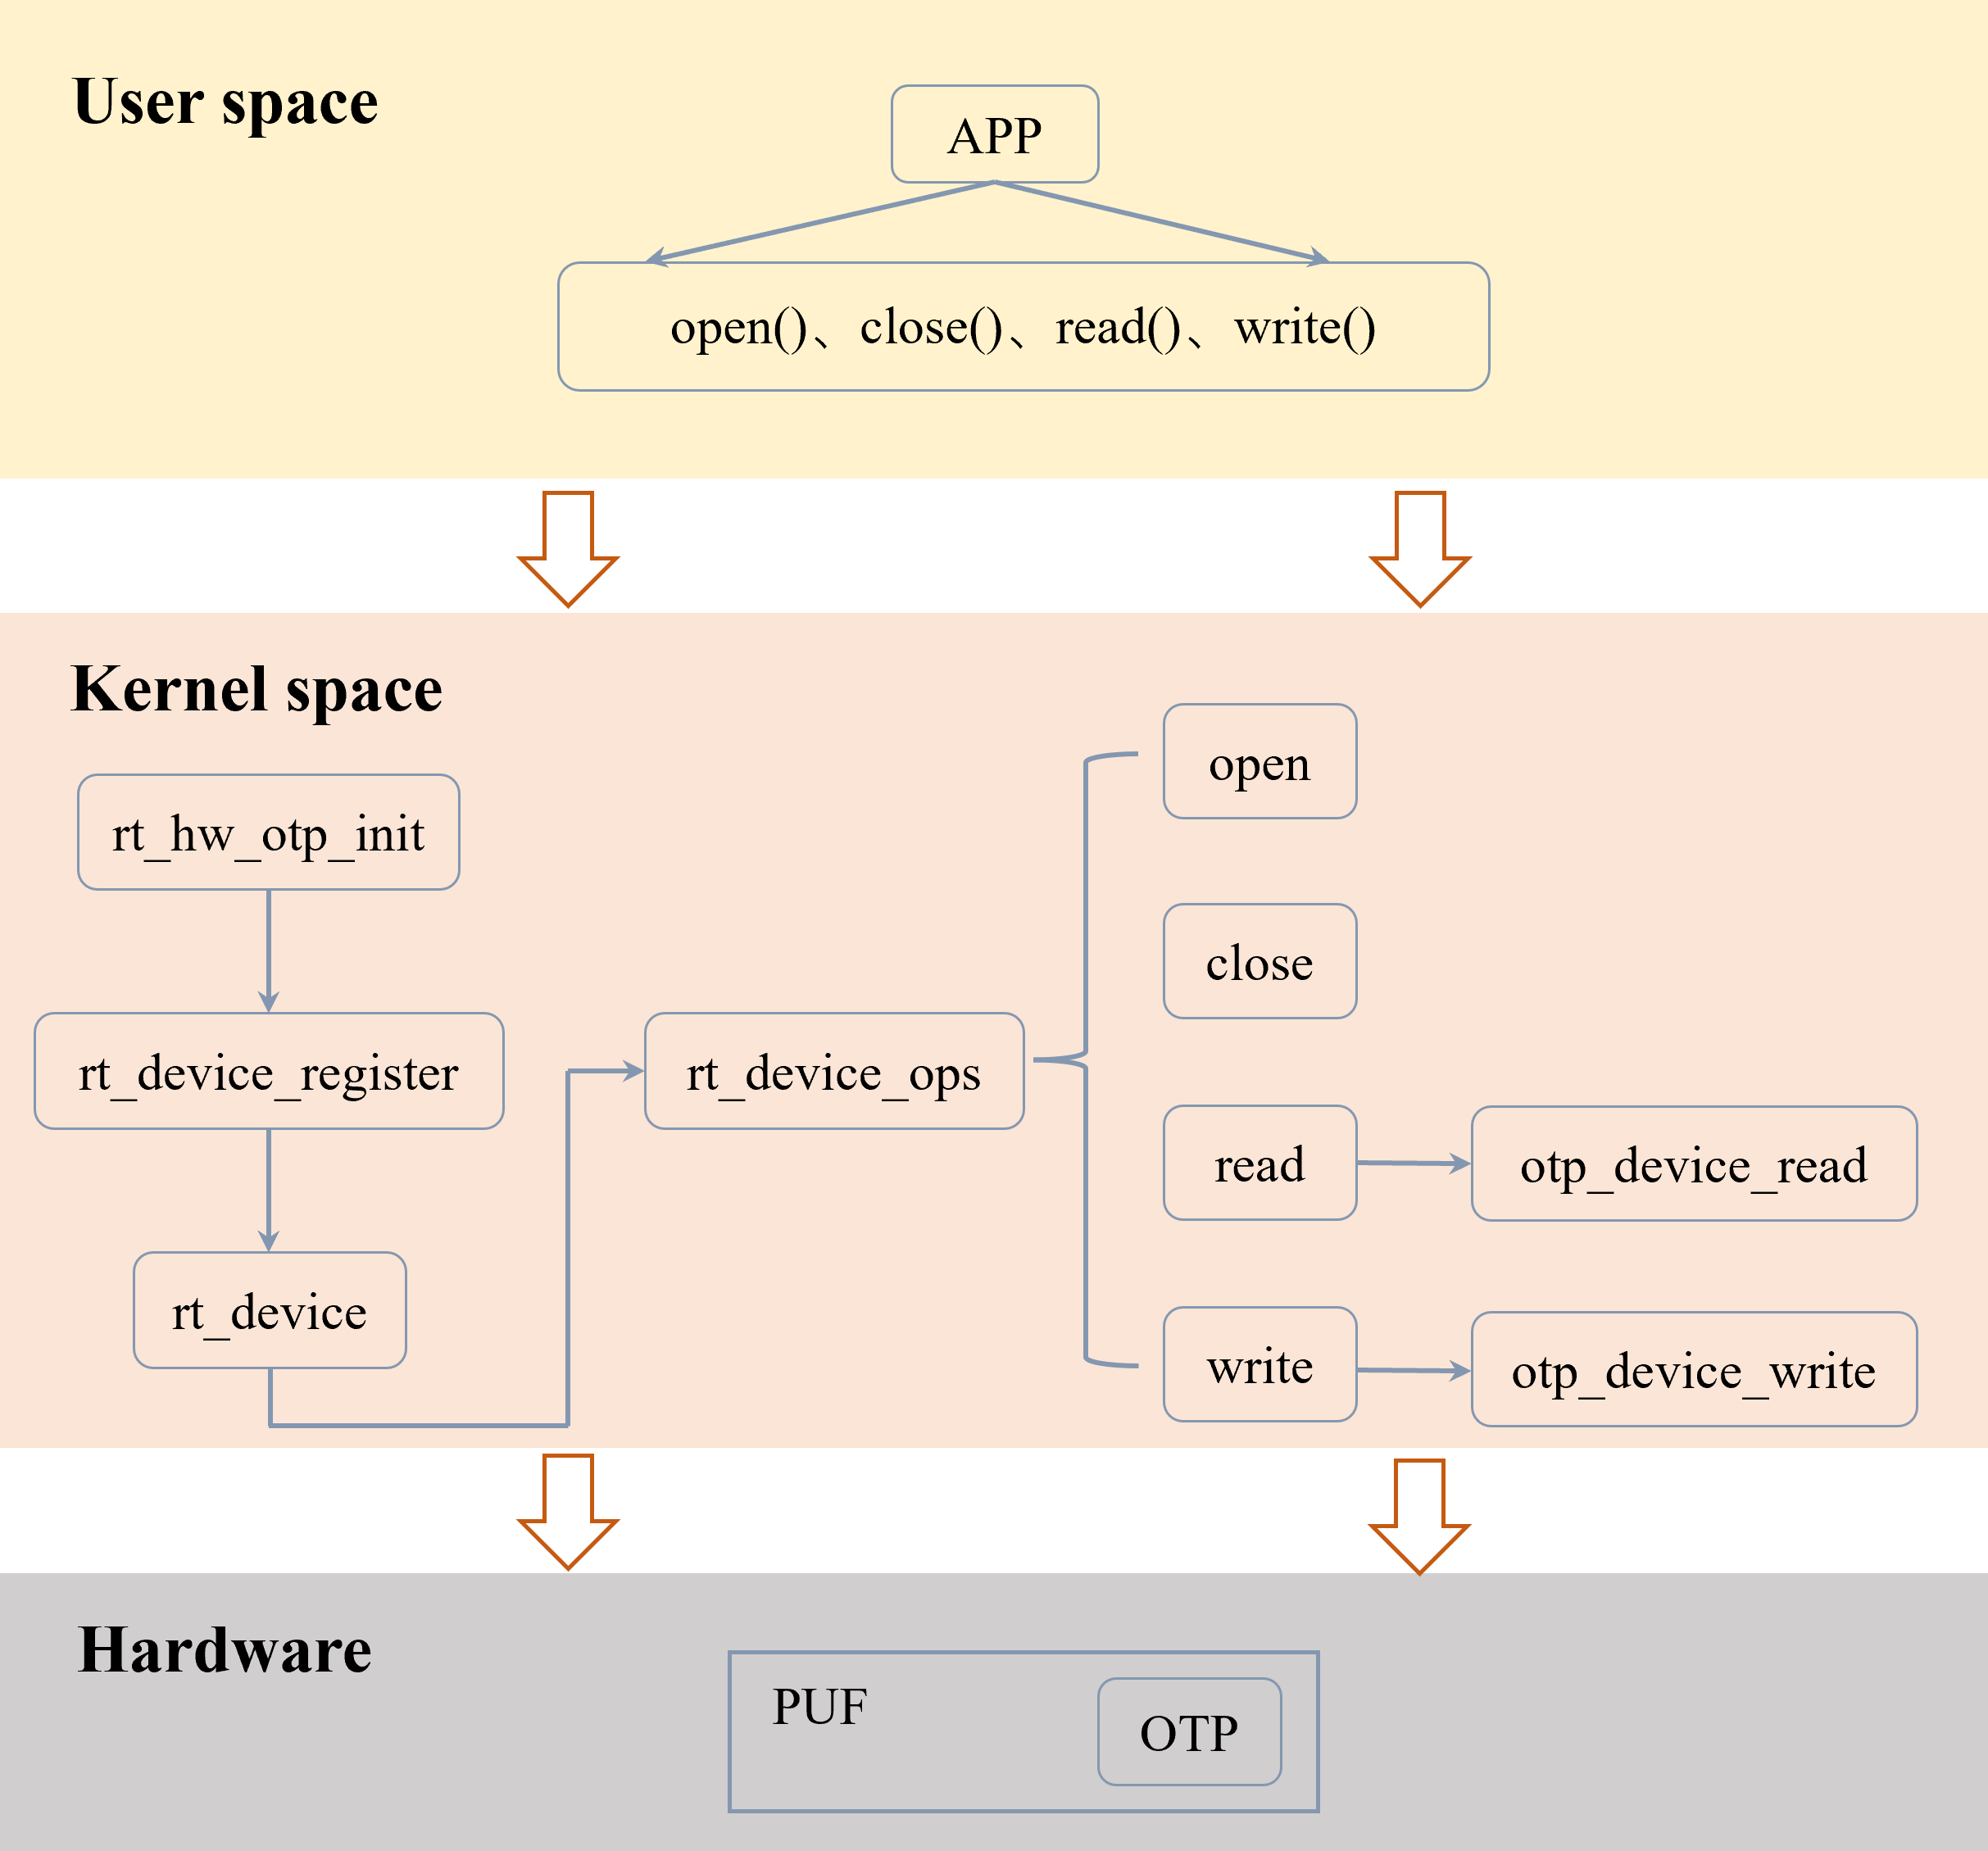 User space
APP
open()、close()、read()、write()
Kernel space
rt_hw_otp_init
rt_device_register
rt_device
rt_device_ops
open
close
read
otp_device_read
write
otp_device_write
Hardware
PUF
OTP